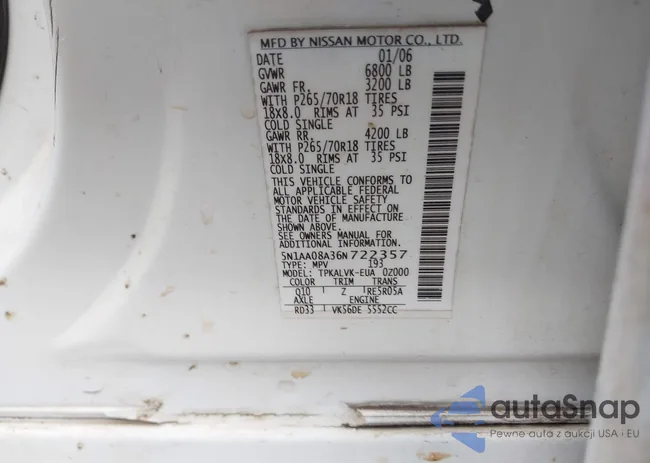 MFD BY NISSAN MOTOR CO., LTD.
DATE 01/06
GVWR 6800 LB
GAWR FR. 3200 LB
WITH P265/70R18 TIRES
18X8.0 RIMS AT 35 PSI
COLD SINGLE
GAWR RR. 4200 LB
WITH P265/70R18 TIRES
18X8.0 RIMS AT 35 PSI
COLD SINGLE
THIS VEHICLE CONFORMS TO
ALL APPLICABLE FEDERAL
MOTOR VEHICLE SAFETY
STANDARDS IN EFFECT ON
THE DATE OF MANUFACTURE
SHOWN ABOVE.
SEE OWNERS MANUAL FOR
ADDITIONAL INFORMATION
5N1AA08A36N722357
TYPE: MPV 193
MODEL: TPKALVK-EUA 02000
COLOR TRIM TRANS
Q10 Z RE5R05A
AXLE ENGINE
RD33 VK56DE 5552CC
autaSnap
Pewne auta z aukcji USA i EU